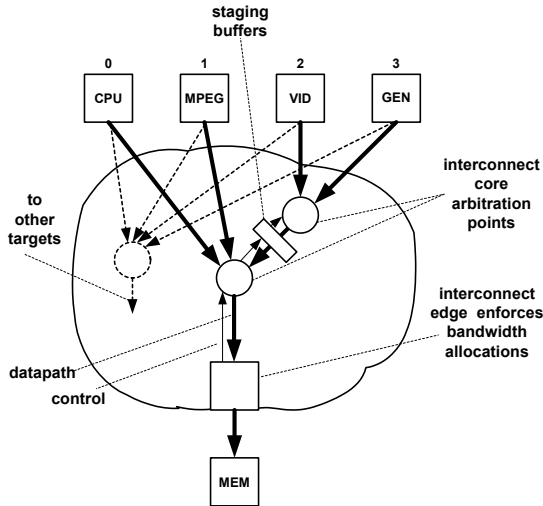 staging
buffers
0
1
2
3
CPU
MPEG
VID
GEN
interconnect
core
arbitration
points
to
other
targets
interconnect
edge enforces
bandwidth
allocations
datapath
control
MEM